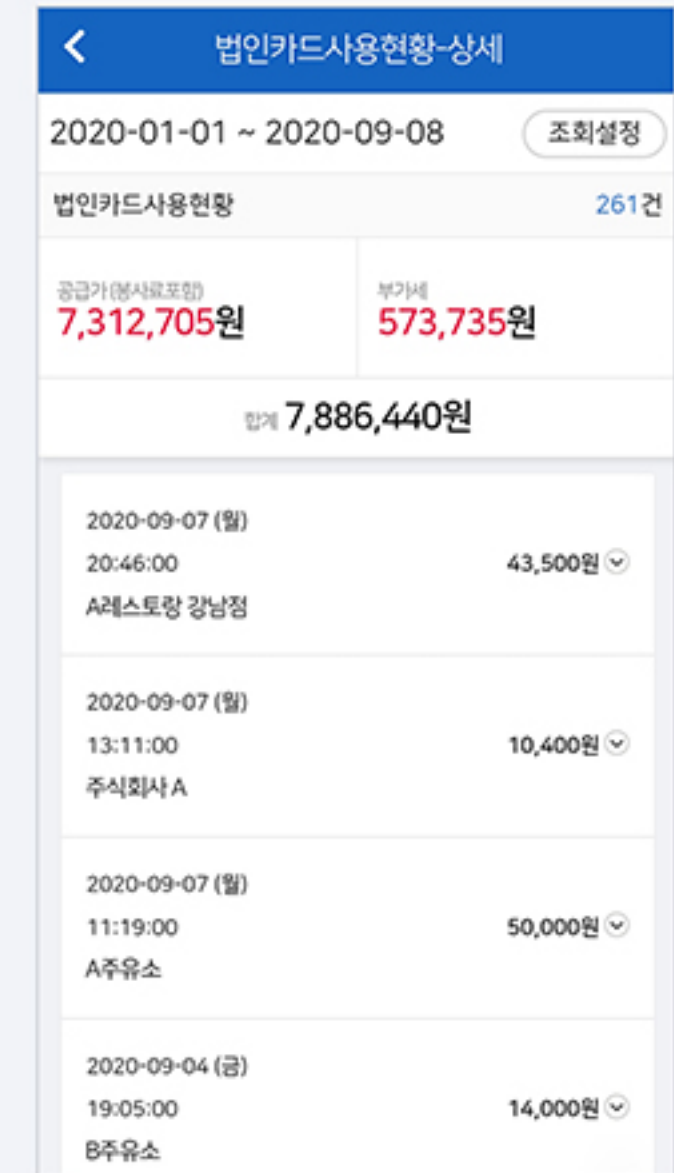 법인카드사용현황-상세
2020-01-01 ~ 2020-09-08 조회설정
법인카드사용현황 261건
공급가(봉사료포함) 부가세
7,312,705원 573,735원
합계 7,886,440원
2020-09-07 (월)
20:46:00 43,500원
A레스토랑 강남점
2020-09-07 (월)
13:11:00 10,400원
주식회사 A
2020-09-07 (월)
11:19:00 50,000원
A주유소
2020-09-04 (금)
19:05:00 14,000원
B주유소